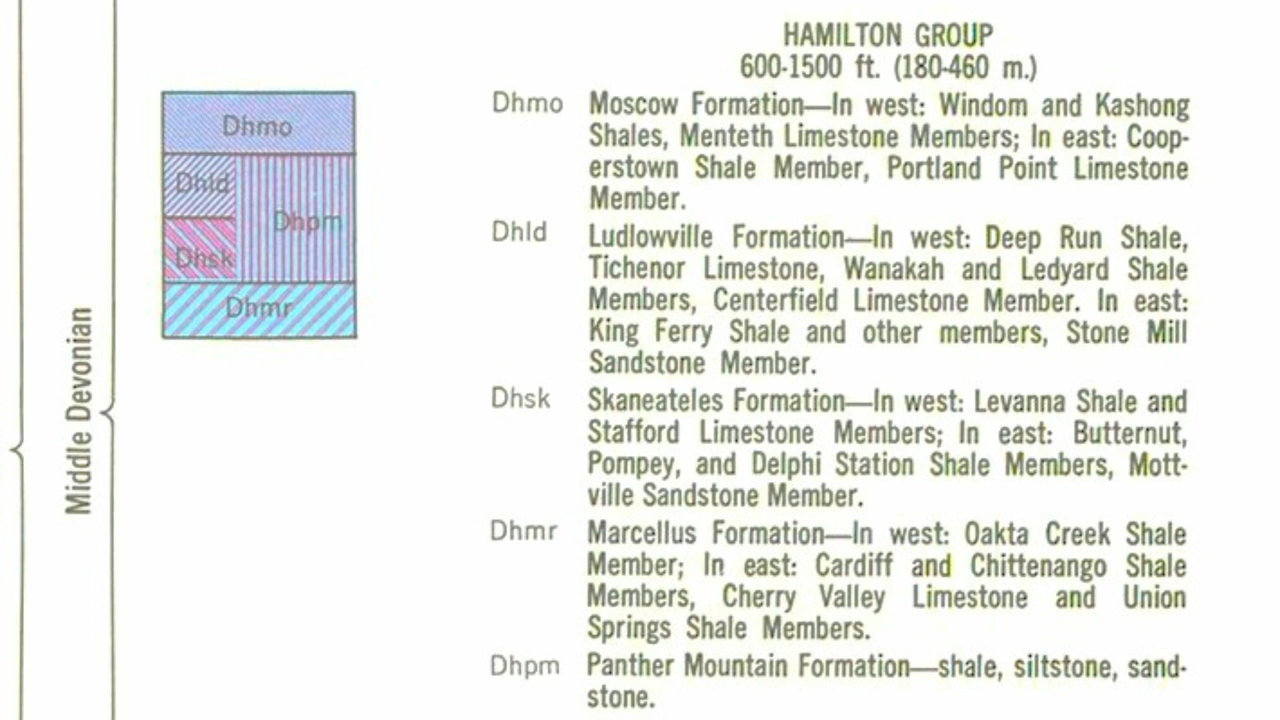 HAMILTON GROUP
600-1500 ft. (180-460 m.)
Dhmo Moscow Formation—In west: Windom and Kashong
Shales, Menteth Limestone Members; In east: Coop-
erstown Shale Member, Portland Point Limestone
Member.
Dhld Ludlowville Formation—In west: Deep Run Shale,
Tichenor Limestone, Wanakah and Ledyard Shale
Members, Centerfield Limestone Member. In east:
King Ferry Shale and other members, Stone Mill
Sandstone Member.
Dhsk Skaneateles Formation—In west: Levanna Shale and
Stafford Limestone Members; In east: Butternut,
Pompey, and Delphi Station Shale Members, Mott-
ville Sandstone Member.
Dhmr Marcellus Formation—In west: Oakta Creek Shale
Member; In east: Cardiff and Chittenango Shale
Members, Cherry Valley Limestone and Union
Springs Shale Members.
Dhpm Panther Mountain Formation—shale, siltstone, sand-
stone.
Dhmo
Dhld
Dhpm
Dhsk
Dhmr
Middle Devonian